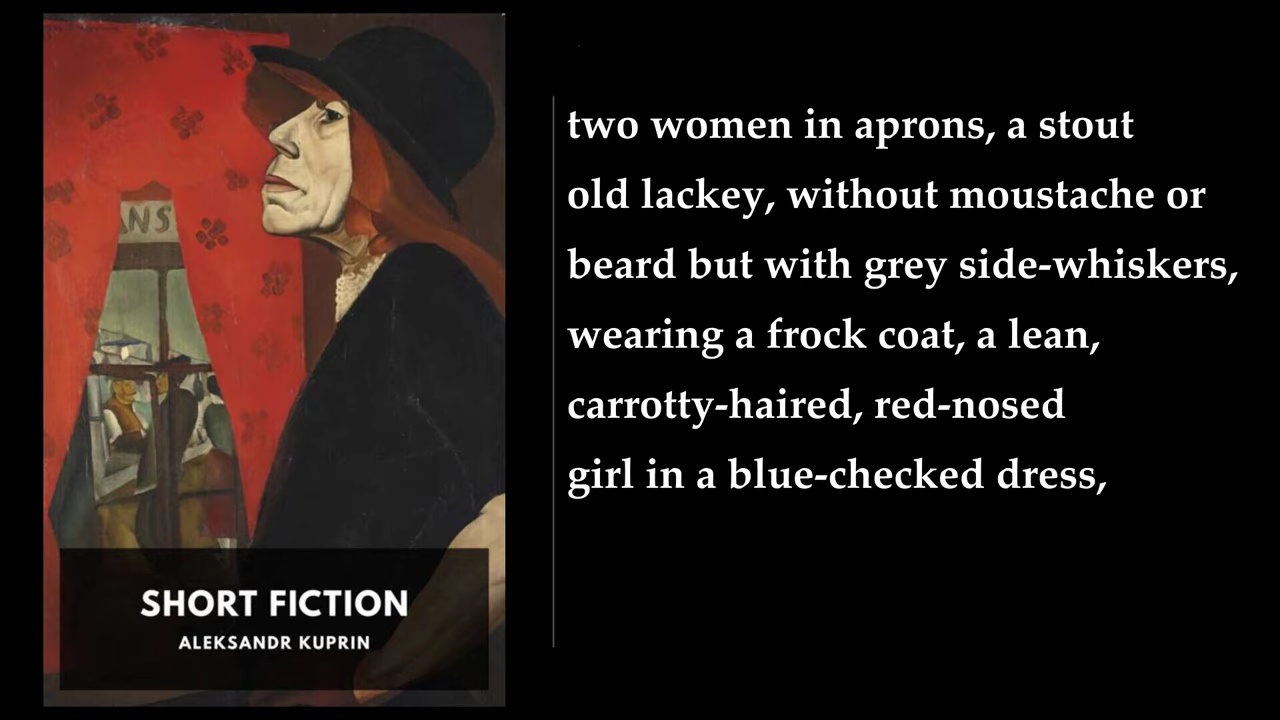 ANS
SHORT FICTION
ALEKSANDR KUPRIN
two women in aprons, a stout
old lackey, without moustache or
beard but with grey side-whiskers,
wearing a frock coat, a lean,
carrotty-haired, red-nosed
girl in a blue-checked dress,